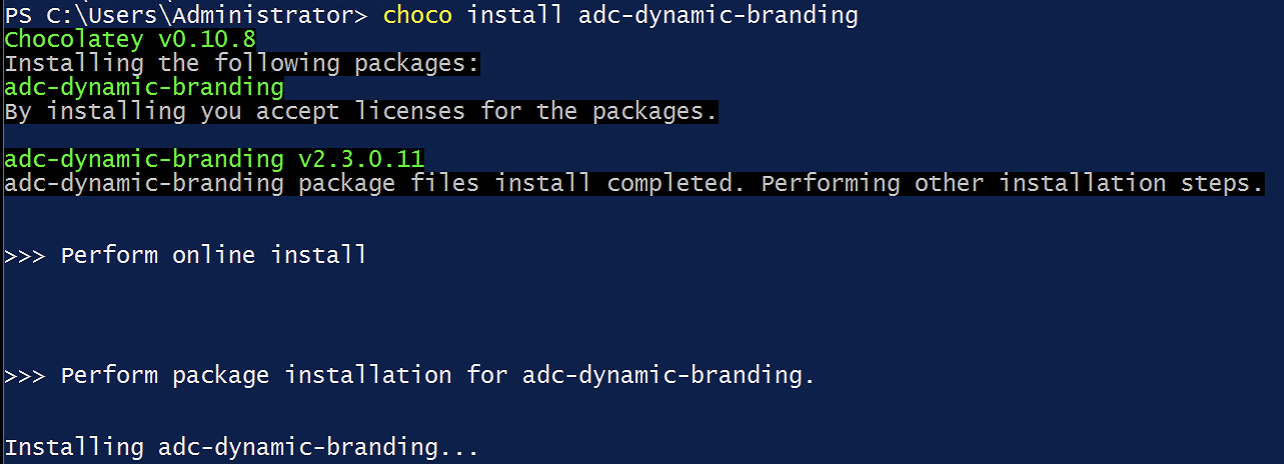 PS C:\Users\Administrator> choco install adc-dynamic-branding
Chocolatey v0.10.8
Installing the following packages:
adc-dynamic-branding
By installing you accept licenses for the packages.
adc-dynamic-branding v2.3.0.11
adc-dynamic-branding package files install completed. Performing other installation steps.
>>> Perform online install
>>> Perform package installation for adc-dynamic-branding.
Installing adc-dynamic-branding...